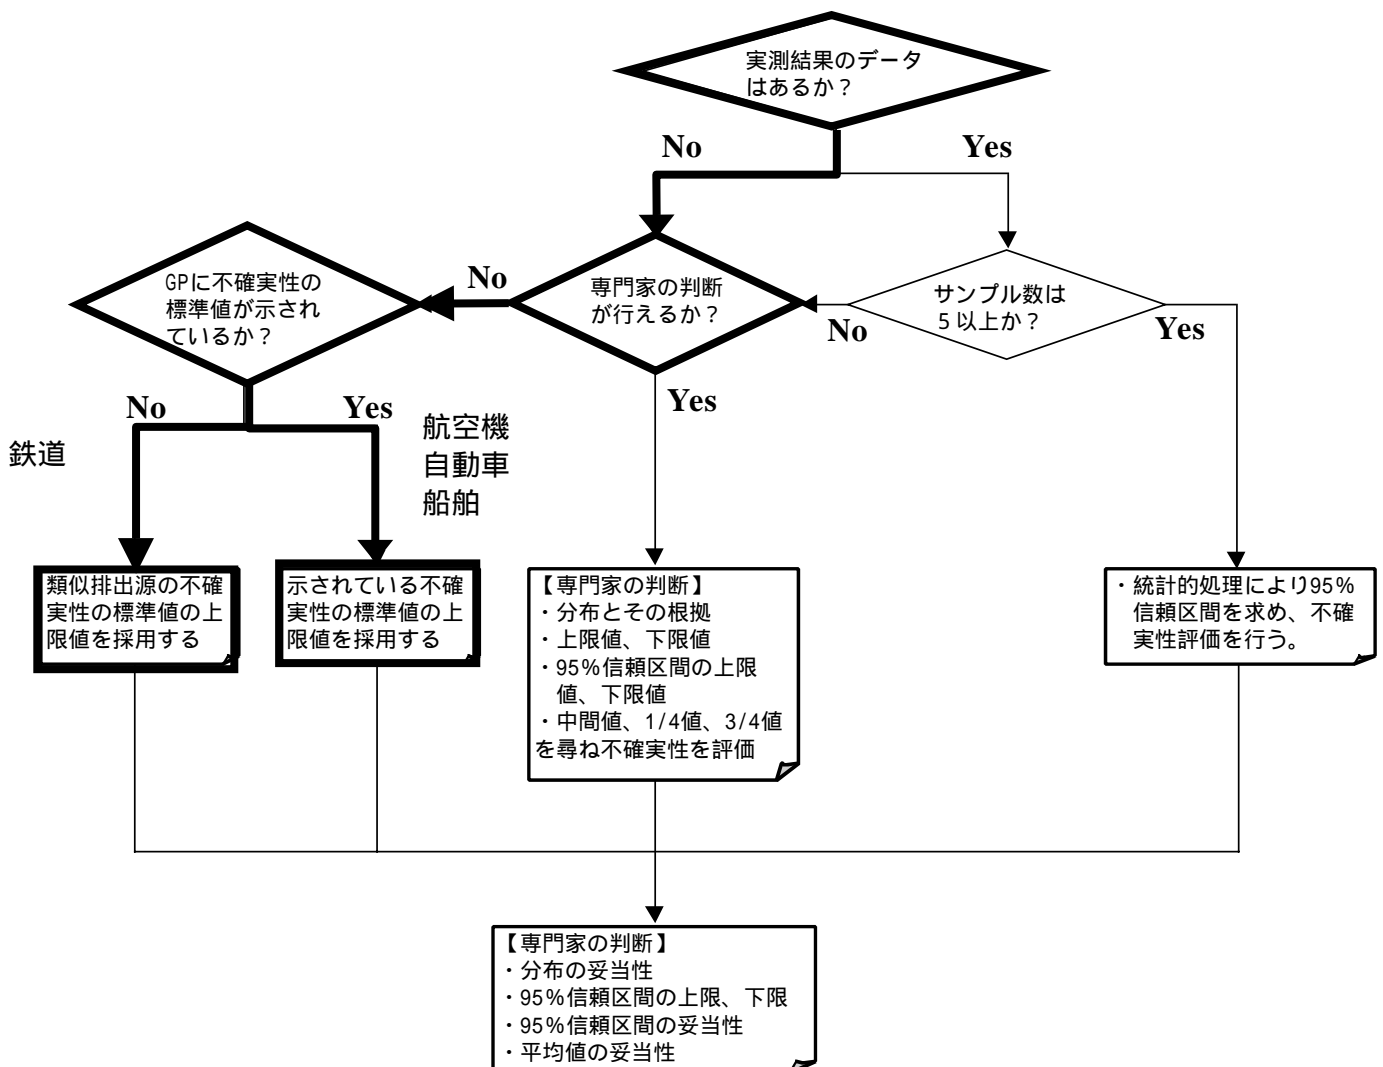 実測結果のデータ
はあるか？
No
Yes
GPに不確実性の
標準値が示され
ているか？
No
専門家の判断
が行えるか？
No
サンプル数は
５以上か？
Yes
No
Yes
Yes
鉄道
航空機
自動車
船舶
類似排出源の不確
実性の標準値の上
限値を採用する
示されている不確
実性の標準値の上
限値を採用する
【専門家の判断】
・分布とその根拠
・上限値、下限値
・95%信頼区間の上限
値、下限値
・中間値、1/4値、3/4値
を尋ね不確実性を評価
・統計的処理により95%
信頼区間を求め、不確
実性評価を行う。
【専門家の判断】
・分布の妥当性
・95%信頼区間の上限、下限
・95%信頼区間の妥当性
・平均値の妥当性